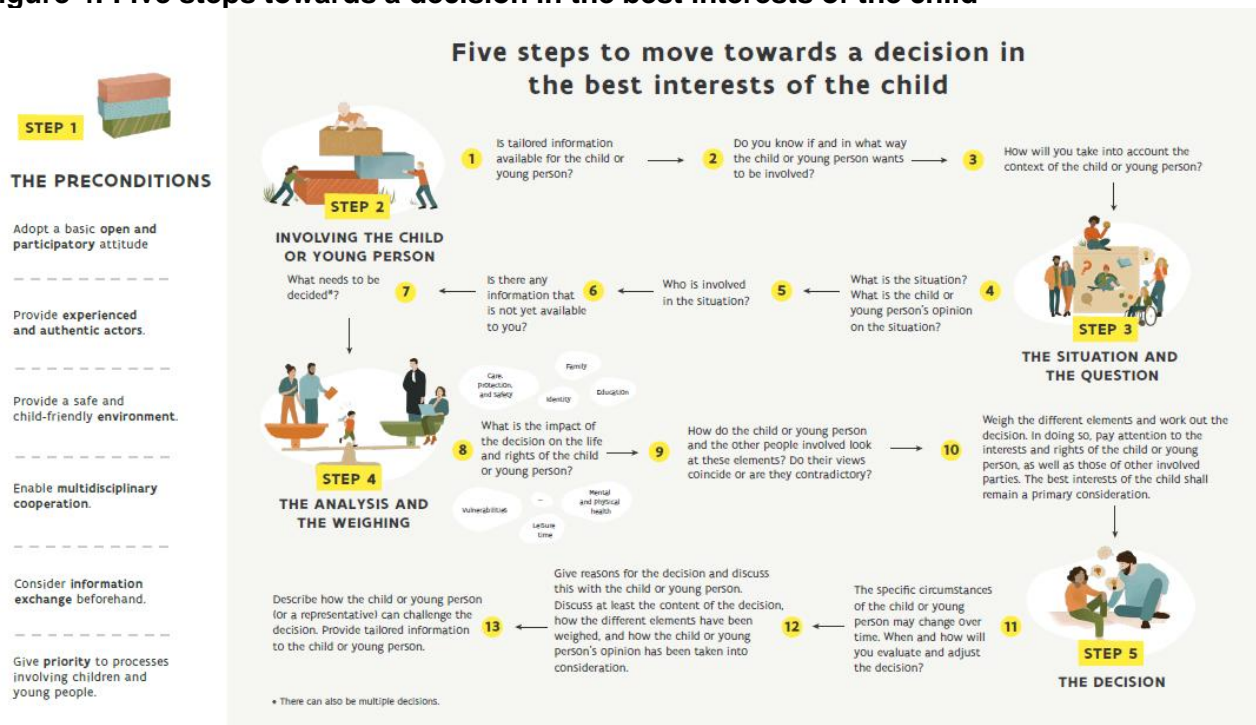 Figure 4. Five steps towards a decision in the best interests of the child
Five steps to move towards a decision in
the best interests of the child
STEP 1
THE PRECONDITIONS
Adopt a basic open and
participatory attitude
Provide experienced
and authentic actors.
Provide a safe and
child-friendly environment.
Enable multidisciplinary
cooperation.
Consider information
exchange beforehand.
Give priority to processes
involving children and
young people.
STEP 2
INVOLVING THE CHILD
OR YOUNG PERSON
1
Is tailored information
available for the child or
young person?
2
Do you know if and in what way
the child or young person wants
to be involved?
3
How will you take into account the
context of the child or young person?
STEP 3
THE SITUATION AND
THE QUESTION
4
What is the situation?
What is the child or
young person's opinion
on the situation?
5
Who is involved
in the situation?
6
Is there any
information that
is not yet available
to you?
7
What needs to be
decided*?
STEP 4
THE ANALYSIS AND
THE WEIGHING
Care,
protection,
and safety
Family
Identity
Education
8
What is the impact of
the decision on the life
and rights of the child
or young person?
Vulnerabilities
...
Leisure
time
Mental
and physical
health
9
How do the child or young person
and the other people involved look
at these elements? Do their views
coincide or are they contradictory?
10
Weigh the different elements and work out the
decision. In doing so, pay attention to the
interests and rights of the child or young
person, as well as those of other involved
parties. The best interests of the child shall
remain a primary consideration.
STEP 5
THE DECISION
11
The specific circumstances
of the child or young
person may change over
time. When and how will
you evaluate and adjust
the decision?
12
Give reasons for the decision and discuss
this with the child or young person.
Discuss at least the content of the decision,
how the different elements have been
weighed, and how the child or young
person's opinion has been taken into
consideration.
13
Describe how the child or young person
(or a representative) can challenge the
decision. Provide tailored information
to the child or young person.
* There can also be multiple decisions.